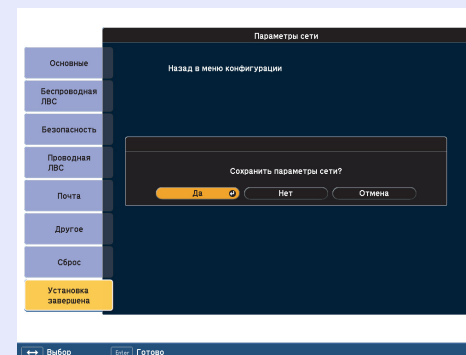 Параметры сети
Основные
Назад в меню конфигурации
Беспроводная
ЛВС
Безопасность
Проводная
ЛВС
Сохранить параметры сети?
Да
Нет
Отмена
Почта
Другое
Сброс
Установка
завершена
Выбор
Enter Готово